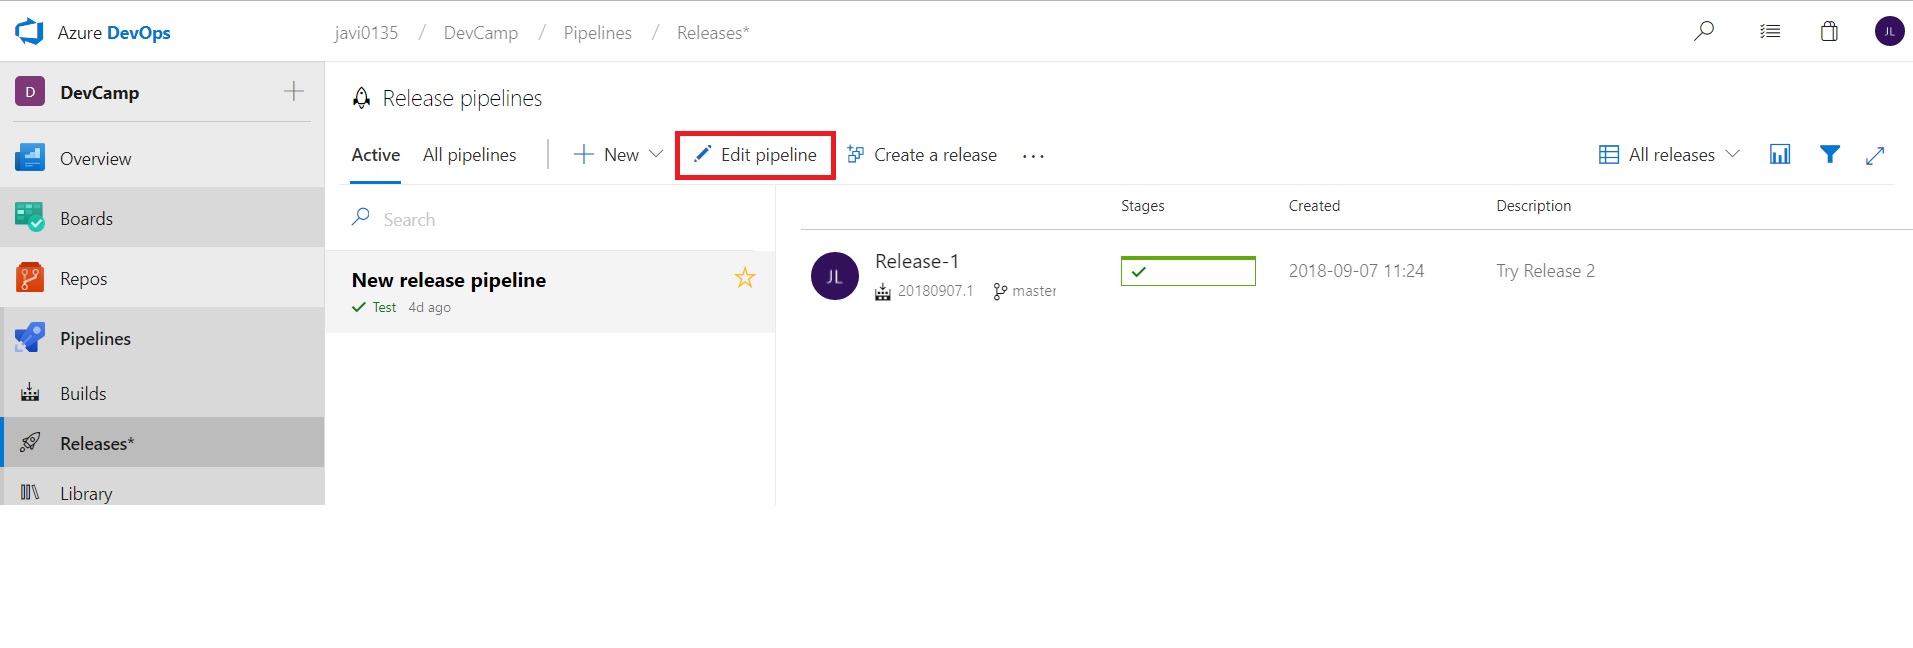 Azure DevOps
javi0135 / DevCamp / Pipelines / Releases*
JL
D DevCamp
Overview
Boards
Repos
Pipelines
Builds
Releases*
Library
Release pipelines
Active All pipelines New Edit pipeline Create a release ... All releases
Search
New release pipeline
Test 4d ago
Stages Created Description
JL
Release-1
20180907.1 master
2018-09-07 11:24 Try Release 2